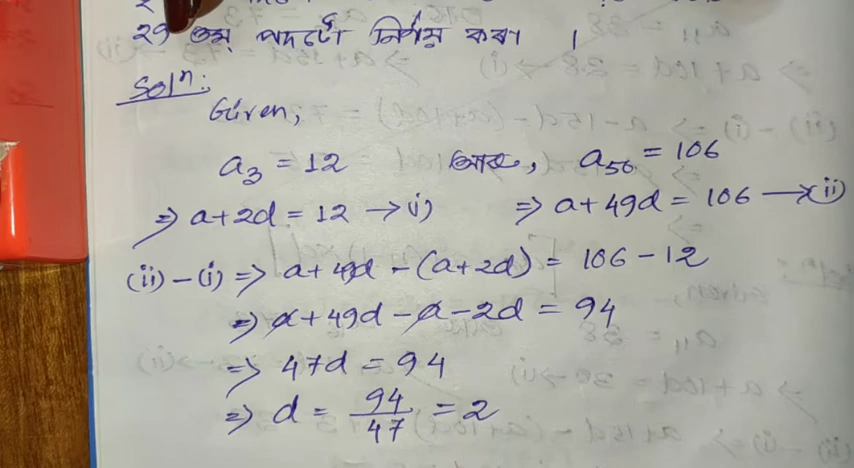 29 তম্ পদটো নিৰ্ণয় কৰা ।
Solⁿ:
Given,
a₃ = 12 আৰু, a₅₀ = 106
⇒ a + 2d = 12 → i) ⇒ a + 49d = 106 → ii)
(ii) – (i) ⇒ a + 49d – (a + 2d) = 106 – 12
⇒ a + 49d – a – 2d = 94
⇒ 47d = 94
⇒ d = 94/47 = 2